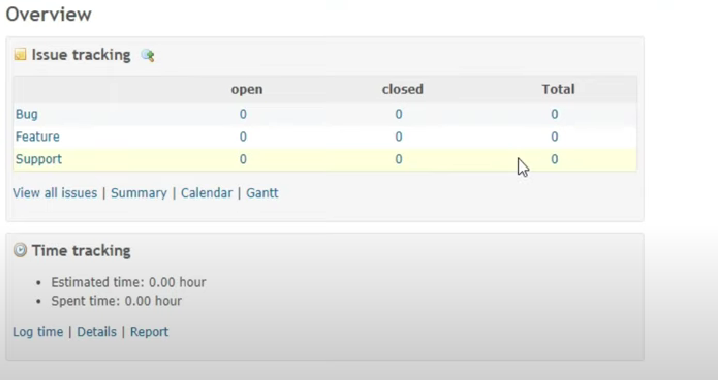 Overview
Issue tracking
open closed Total
Bug 0 0 0
Feature 0 0 0
Support 0 0 0
View all issues | Summary | Calendar | Gantt
Time tracking
• Estimated time: 0.00 hour
• Spent time: 0.00 hour
Log time | Details | Report